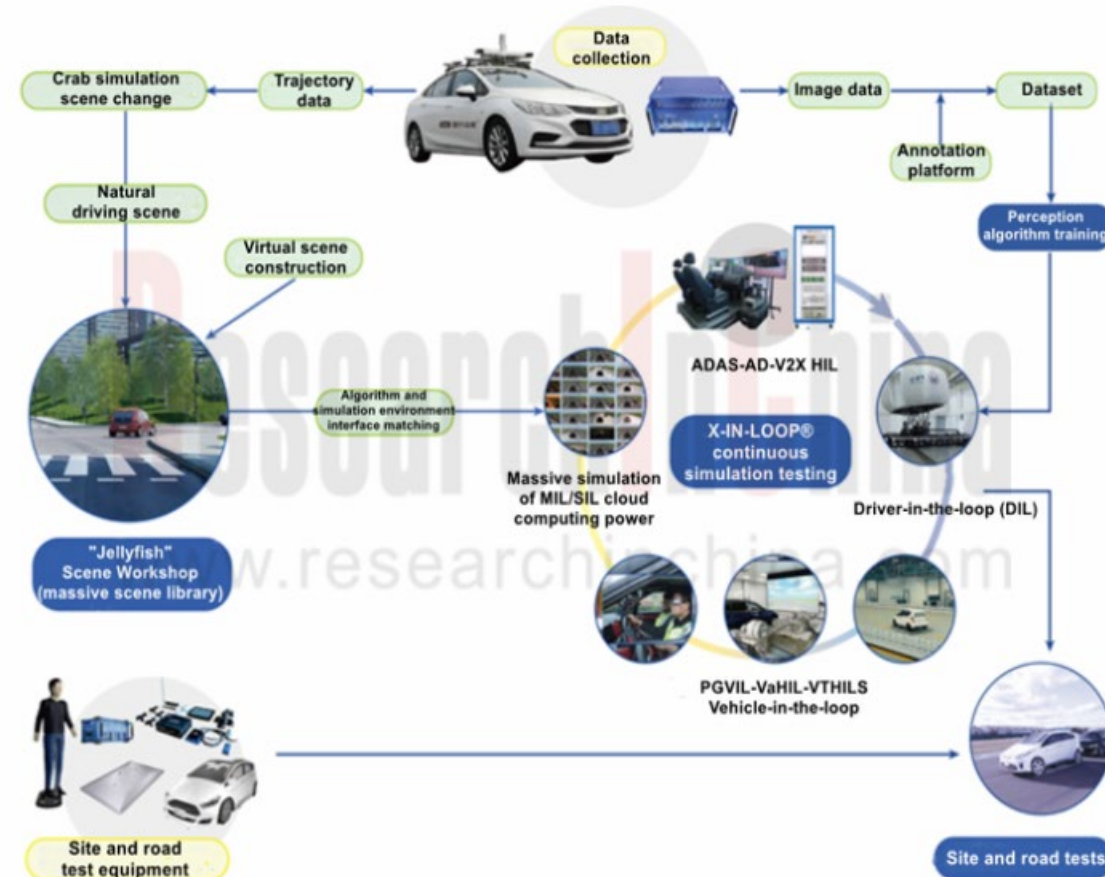 Data
collection
Crab simulation
scene change
Trajectory
data
Image data
Dataset
Annotation
platform
Natural
driving scene
Perception
algorithm training
Virtual scene
construction
ADAS-AD-V2X HIL
Algorithm and
simulation environment
interface matching
X-IN-LOOP®
continuous
simulation testing
Massive simulation
of MIL/SIL cloud
computing power
Driver-in-the-loop (DIL)
ResearchInChina
www.researchinchina.com
"Jellyfish"
Scene Workshop
(massive scene library)
PGVIL-VaHIL-VTHILS
Vehicle-in-the-loop
Site and road
test equipment
Site and road tests